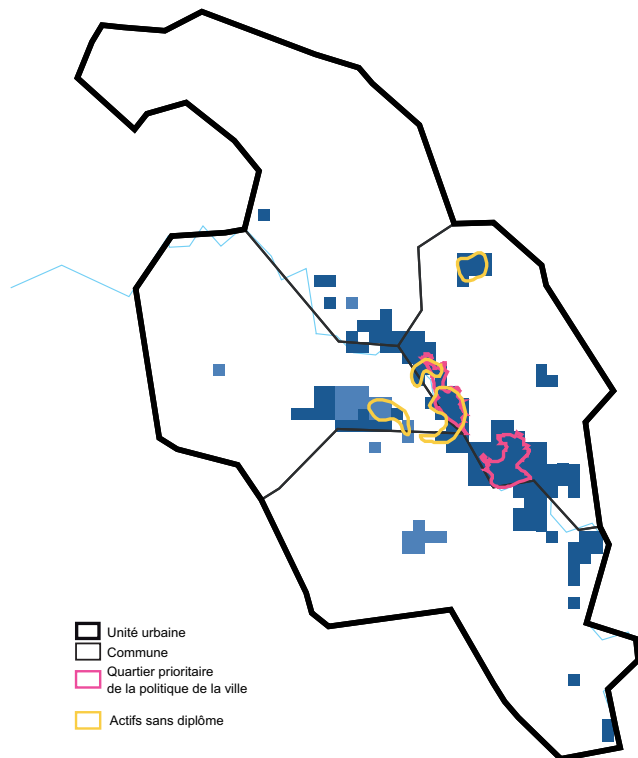 Unité urbaine
Commune
Quartier prioritaire
de la politique de la ville
Actifs sans diplôme